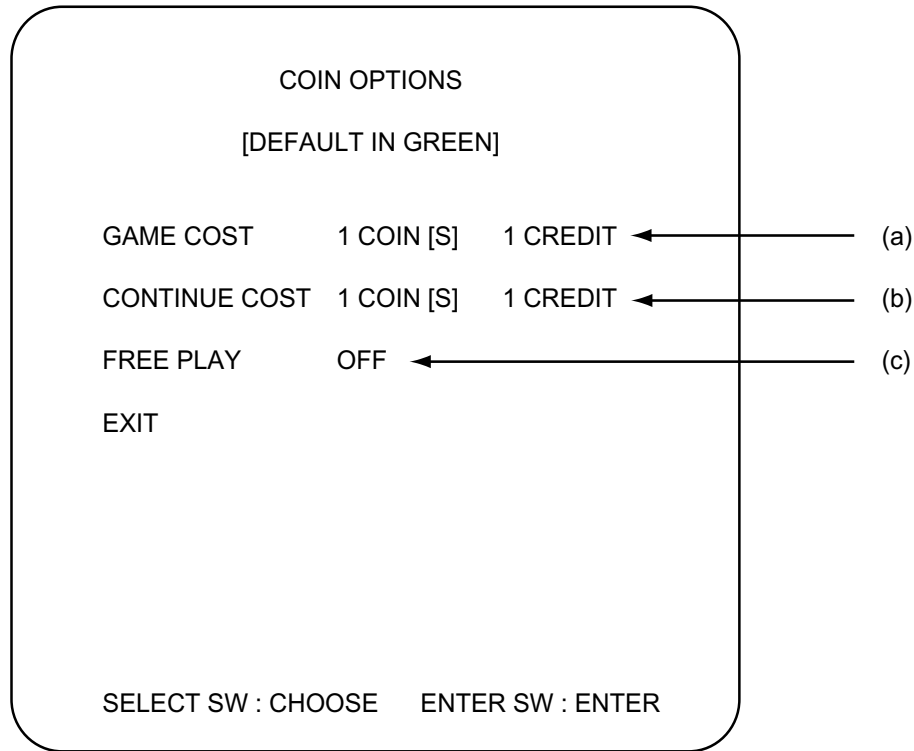 COIN OPTIONS
[DEFAULT IN GREEN]
GAME COST 1 COIN [S] 1 CREDIT (a)
CONTINUE COST 1 COIN [S] 1 CREDIT (b)
FREE PLAY OFF (c)
EXIT
SELECT SW : CHOOSE ENTER SW : ENTER